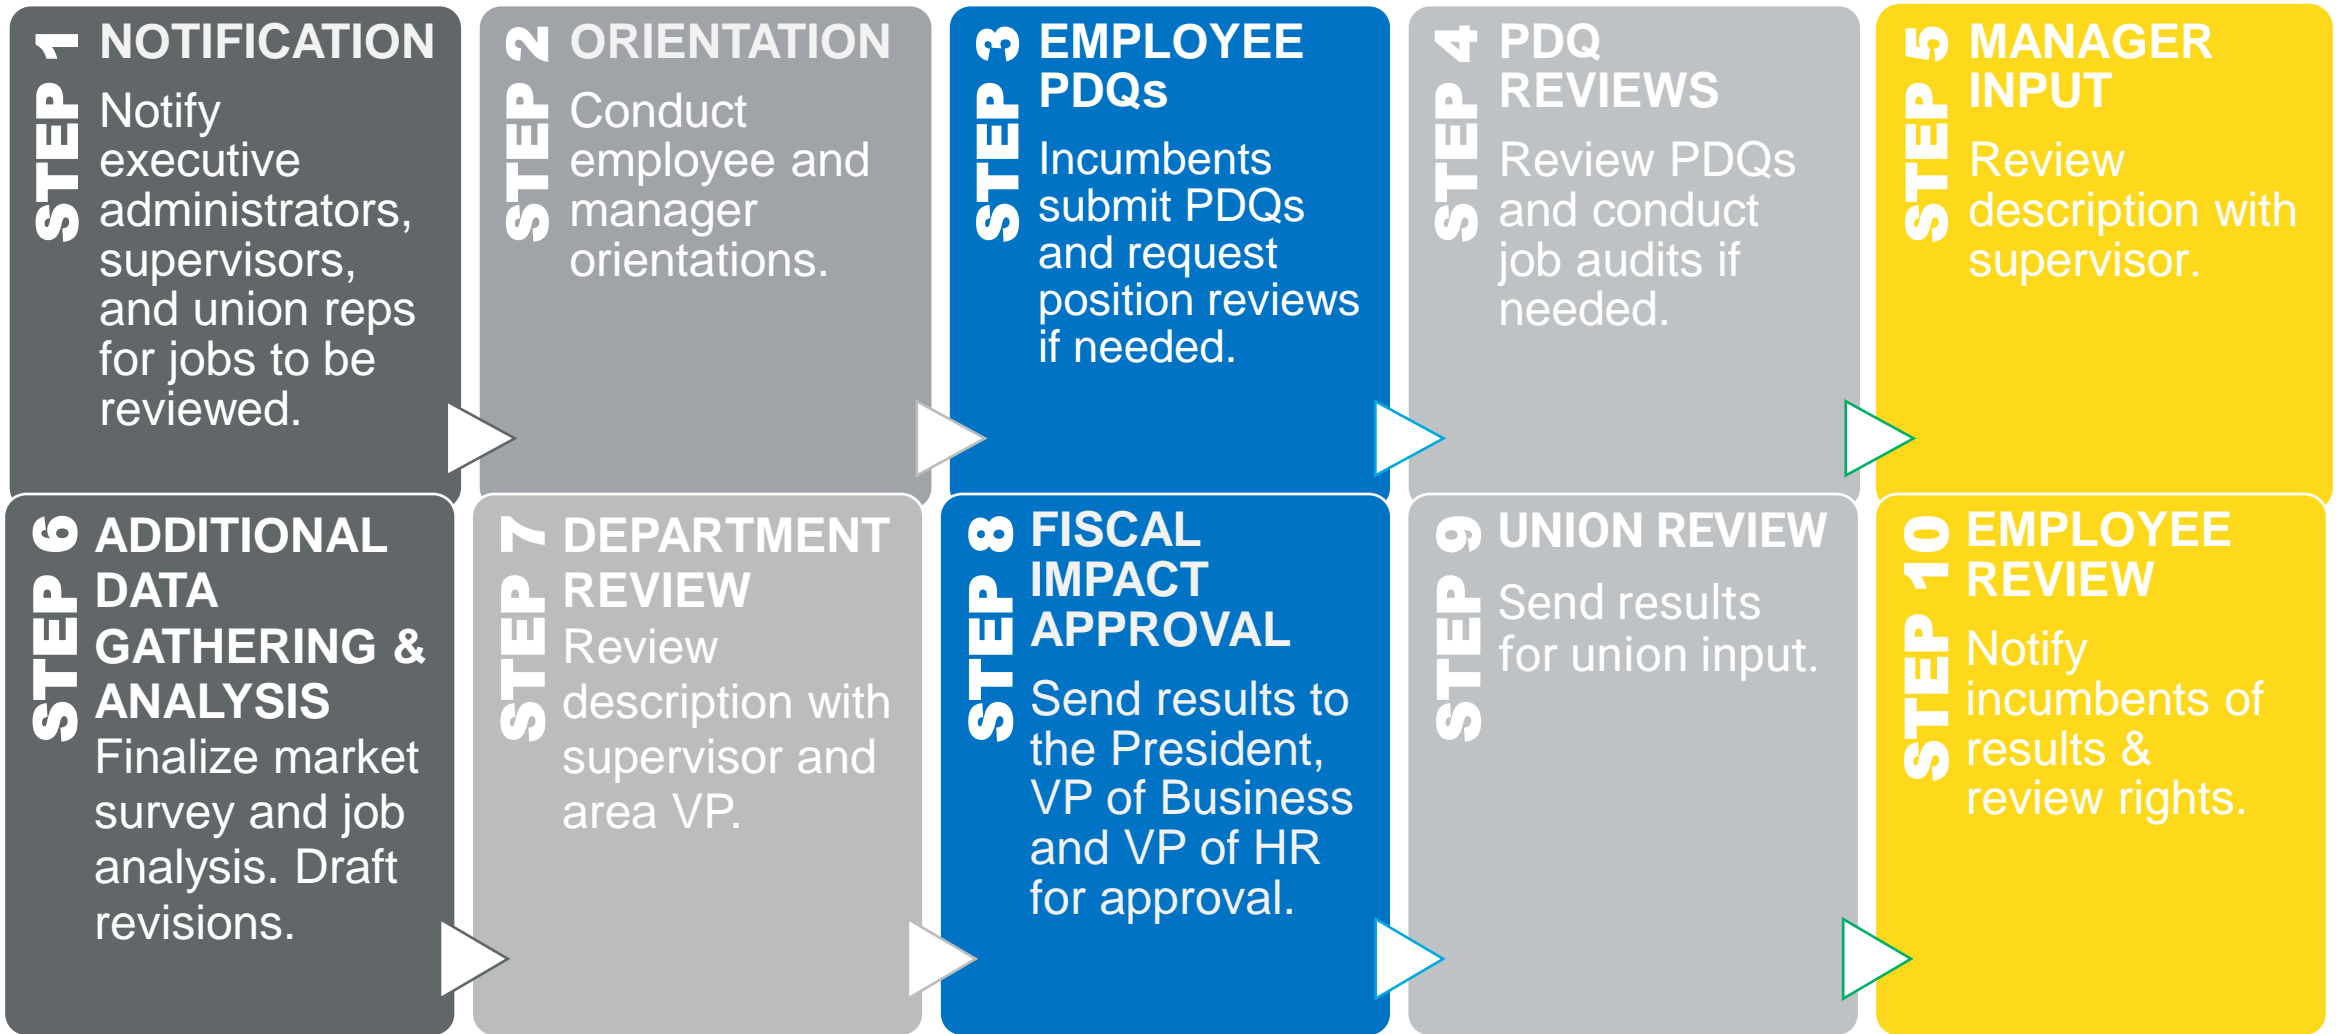 STEP 1
NOTIFICATION
Notify
executive
administrators,
supervisors,
and union reps
for jobs to be
reviewed.
STEP 2
ORIENTATION
Conduct
employee and
manager
orientations.
STEP 3
EMPLOYEE
PDQs
Incumbents
submit PDQs
and request
position reviews
if needed.
STEP 4
PDQ
REVIEWS
Review PDQs
and conduct
job audits if
needed.
STEP 5
MANAGER
INPUT
Review
description with
supervisor.
STEP 6
ADDITIONAL
DATA
GATHERING &
ANALYSIS
Finalize market
survey and job
analysis. Draft
revisions.
STEP 7
DEPARTMENT
REVIEW
Review
description with
supervisor and
area VP.
STEP 8
FISCAL
IMPACT
APPROVAL
Send results to
the President,
VP of Business
and VP of HR
for approval.
STEP 9
UNION REVIEW
Send results
for union input.
STEP 10
EMPLOYEE
REVIEW
Notify
incumbents of
results &
review rights.